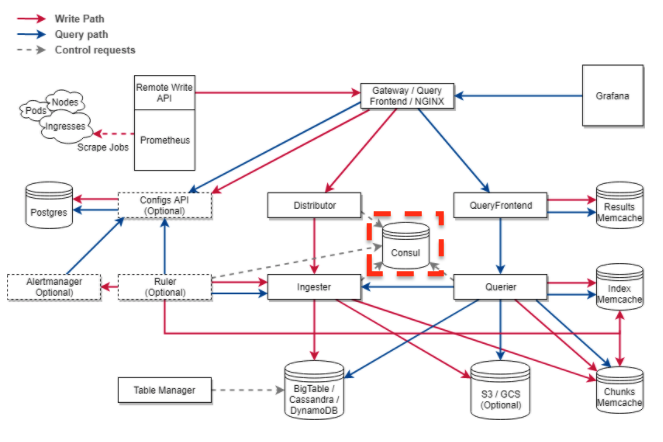 Write Path
Query path
Control requests
Remote Write
API
Gateway / Query
Frontend / NGINX
Grafana
Nodes
Pods
Ingresses
Scrape Jobs
Prometheus
Postgres
Configs API
(Optional)
Distributor
QueryFrontend
Results
Memcache
Consul
Alertmanager
Optional)
Ruler
(Optional)
Ingester
Querier
Index
Memcache
Table Manager
BigTable /
Cassandra /
DynamoDB
S3 / GCS
(Optional)
Chunks
Memcache